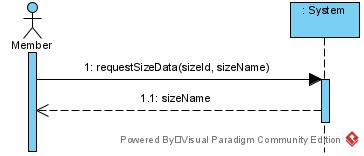 : System
Member
1: requestSizeData(sizeId, sizeName)
1.1: sizeName
Powered By Visual Paradigm Community Edition